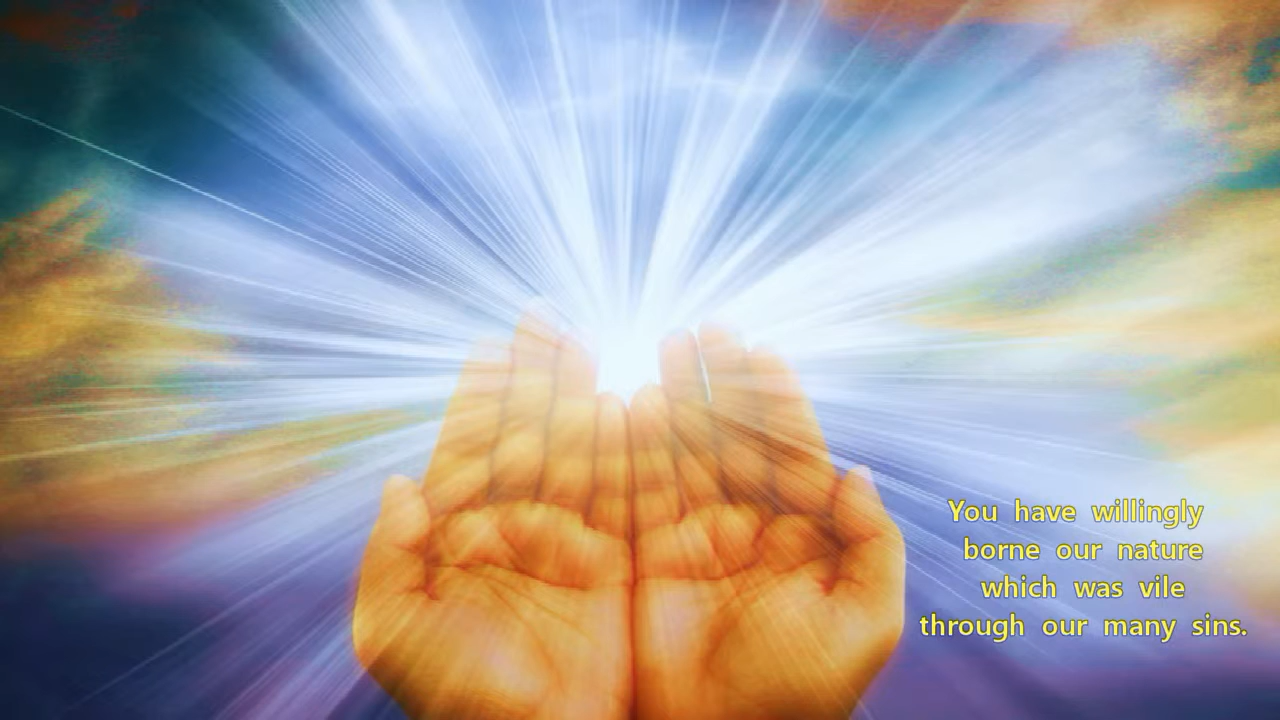 You have willingly
borne our nature
which was vile
through our many sins.